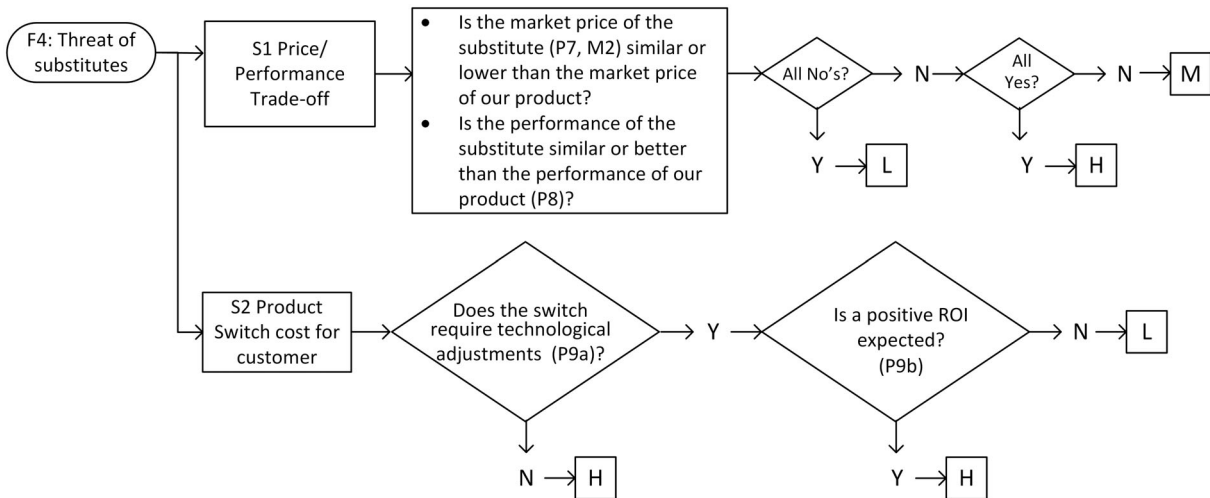 F4: Threat of
substitutes
S1 Price/
Performance
Trade-off
• Is the market price of the
substitute (P7, M2) similar or
lower than the market price
of our product?
• Is the performance of the
substitute similar or better
than the performance of our
product (P8)?
All No's?
N
All
Yes?
N
M
Y
L
Y
H
S2 Product
Switch cost for
customer
Does the switch
require technological
adjustments (P9a)?
Y
Is a positive ROI
expected?
(P9b)
N
L
N
H
Y
H